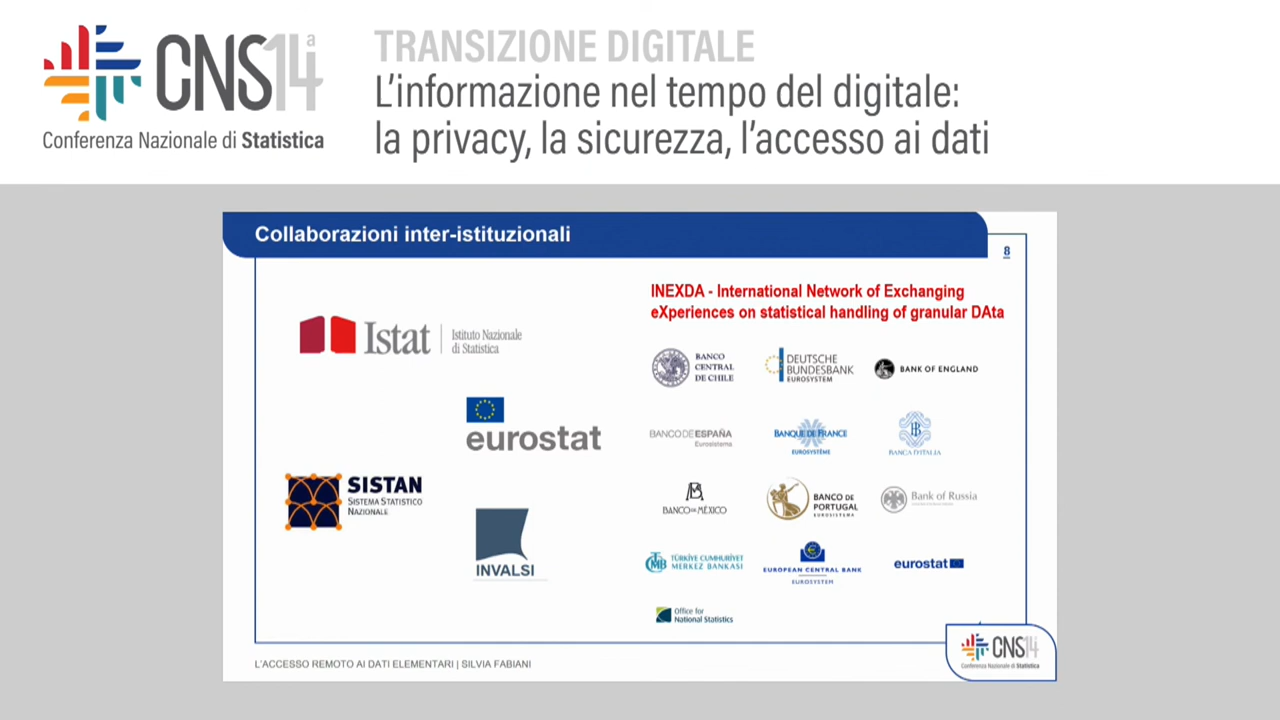 CNS14a
Conferenza Nazionale di Statistica
TRANSIZIONE DIGITALE
L'informazione nel tempo del digitale:
la privacy, la sicurezza, l'accesso ai dati
Collaborazioni inter-istituzionali
8
Istat
Istituto Nazionale
di Statistica
eurostat
SISTAN
SISTEMA STATISTICO
NAZIONALE
INVALSI
INEXDA - International Network of Exchanging
eXperiences on statistical handling of granular DAta
BANCO
CENTRAL
DE CHILE
DEUTSCHE
BUNDESBANK
EUROSYSTEM
BANK OF ENGLAND
BANCO DE ESPAÑA
Eurosistema
BANQUE DE FRANCE
EUROSYSTÈME
BANCA D'ITALIA
BANCO DE MÉXICO
BANCO DE
PORTUGAL
EUROSISTEMA
Bank of Russia
TCMB
TÜRKİYE CUMHURİYET
MERKEZ BANKASI
EUROPEAN CENTRAL BANK
EUROSYSTEM
eurostat
Office for
National Statistics
L'ACCESSO REMOTO AI DATI ELEMENTARI | SILVIA FABIANI
CNS14
Conferenza Nazionale di Statistica